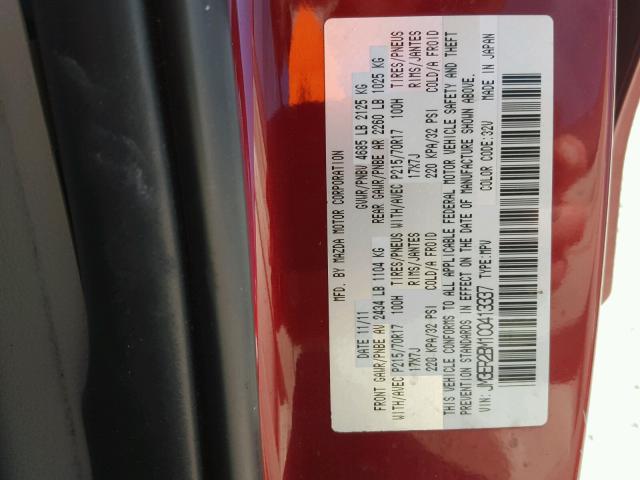 MFD. BY MAZDA MOTOR CORPORATION
DATE 11/11 GVWR/PNBV 4685 LB 2125 KG
FRONT GAWR/PNBE AV 2434 LB 1104 KG REAR GAWR/PNBE AR 2260 LB 1025 KG
WITH/AVEC P215/70R17 100H TIRES/PNEUS WITH/AVEC P215/70R17 100H TIRES/PNEUS
17X7J RIMS/JANTES 17X7J RIMS/JANTES
220 KPA/32 PSI COLD/A FROID 220 KPA/32 PSI COLD/A FROID
THIS VEHICLE CONFORMS TO ALL APPLICABLE FEDERAL MOTOR VEHICLE SAFETY AND THEFT
PREVENTION STANDARDS IN EFFECT ON THE DATE OF MANUFACTURE SHOWN ABOVE.
VIN: JM3ER2BM1C0413337 TYPE:MPV COLOR CODE:32V MADE IN JAPAN